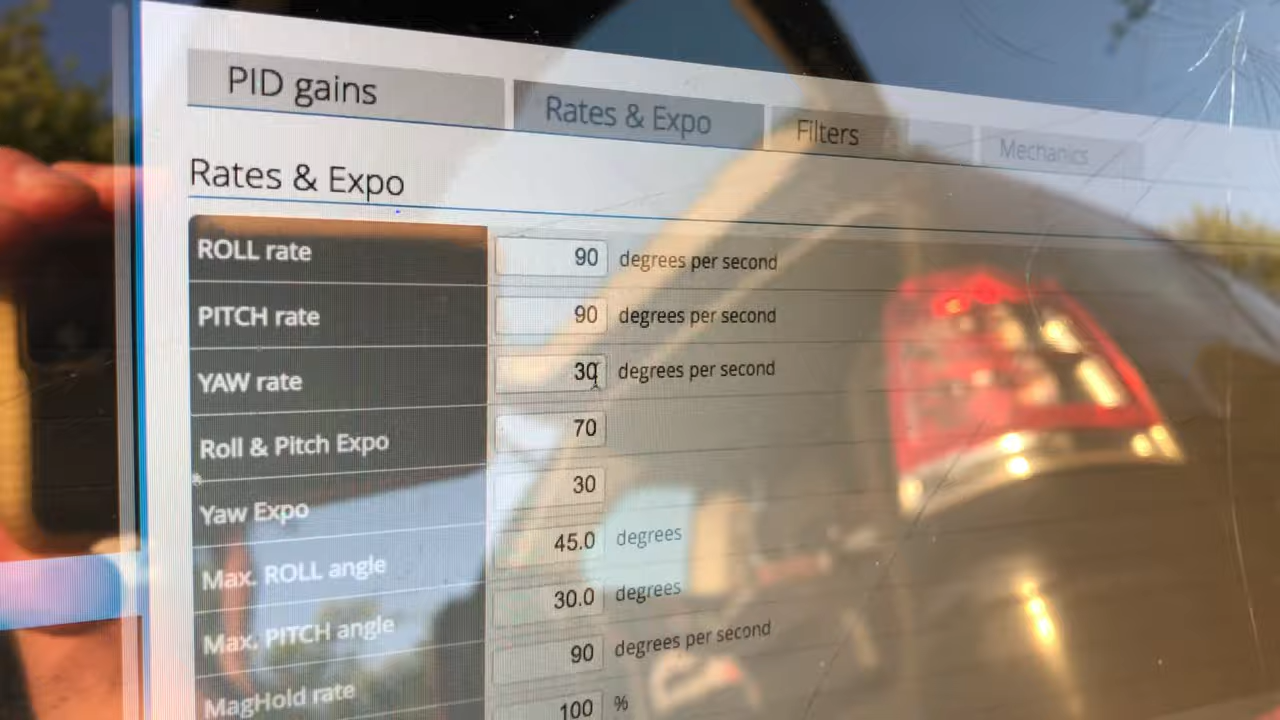 PID gains Rates & Expo Filters Mechanics
Rates & Expo
ROLL rate 90 degrees per second
PITCH rate 90 degrees per second
YAW rate 30 degrees per second
Roll & Pitch Expo 70
Yaw Expo 30
Max. ROLL angle 45.0 degrees
Max. PITCH angle 30.0 degrees
MagHold rate 90 degrees per second
100 %